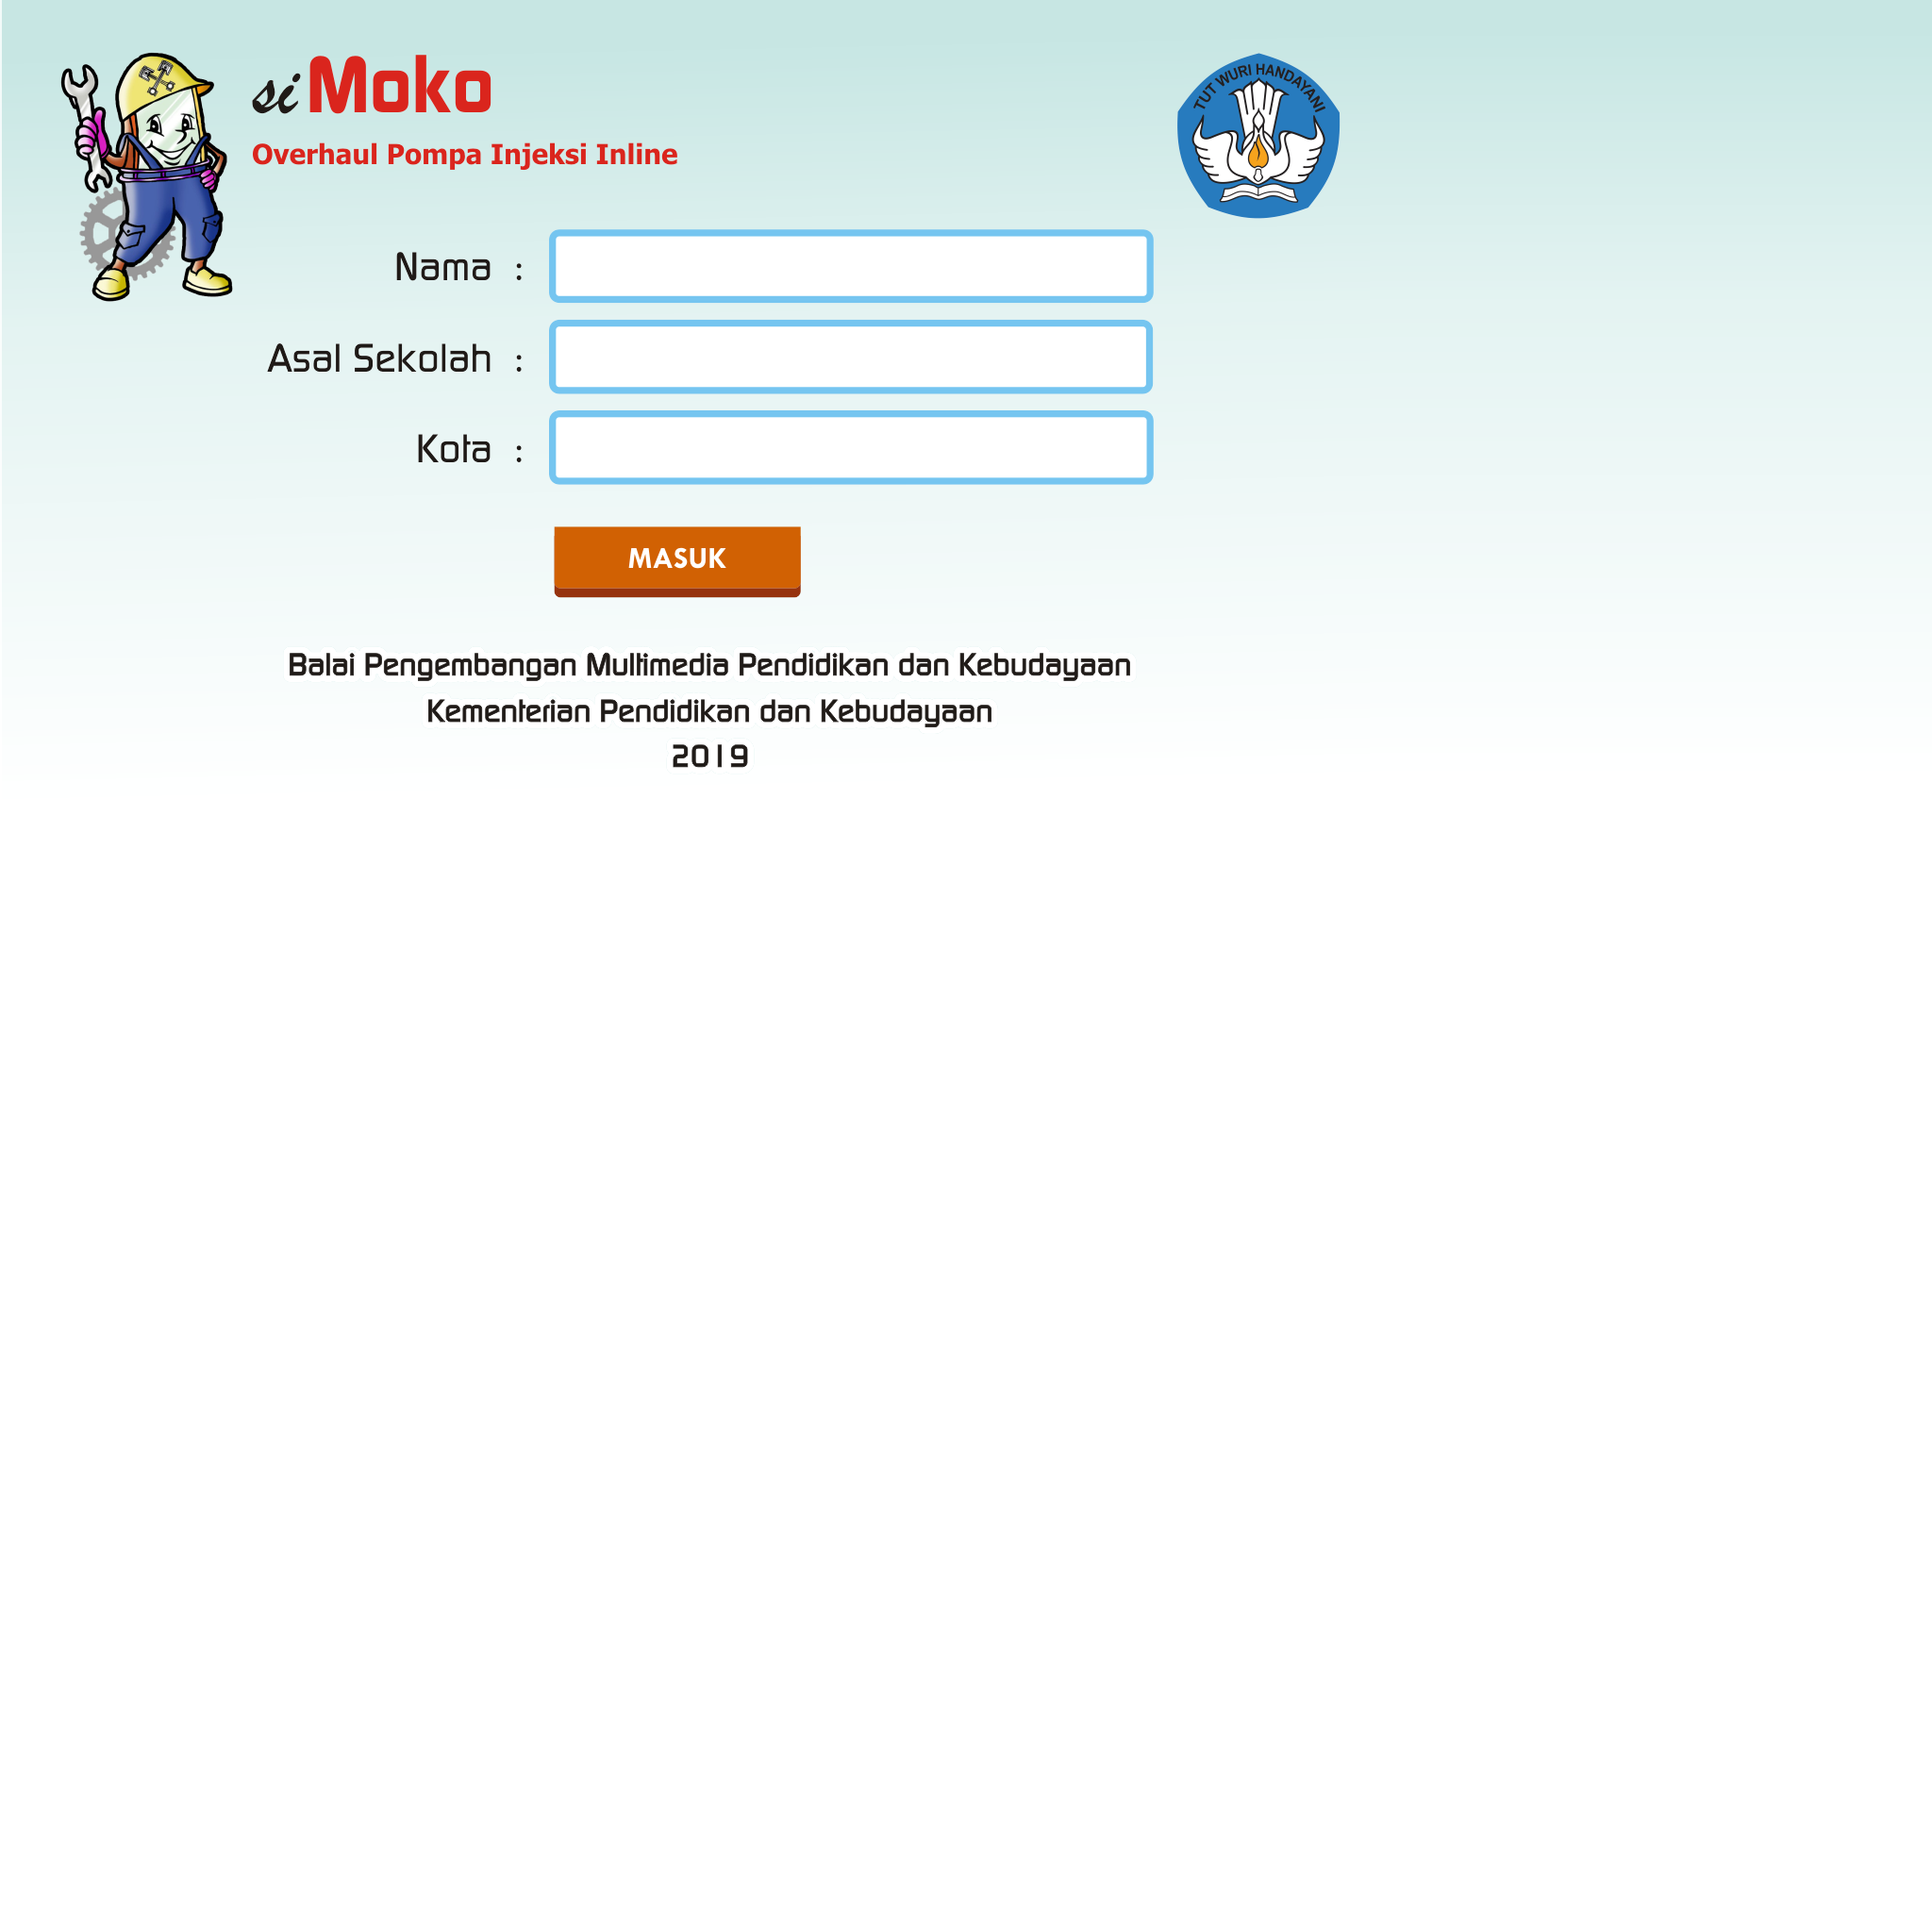 si Moko
Overhaul Pompa Injeksi Inline
TUT WURI HANDAYANI
Nama :
Asal Sekolah :
Kota :
MASUK
Balai Pengembangan Multimedia Pendidikan dan Kebudayaan
Kementerian Pendidikan dan Kebudayaan
2019